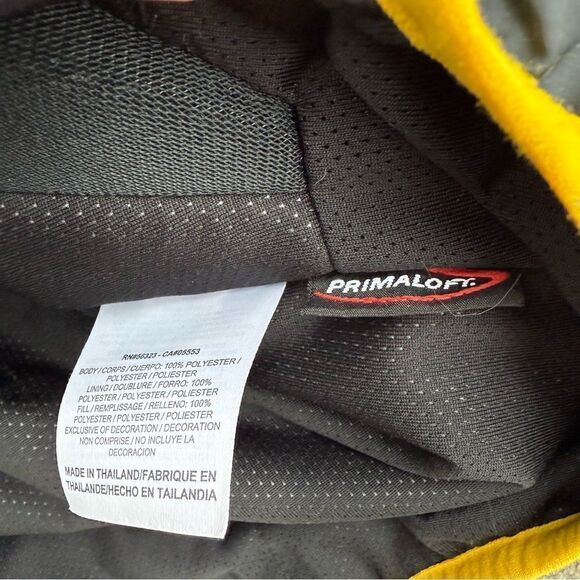 PRIMALOFT.
RN#56323 - CA#05553
BODY / CORPS / CUERPO: 100% POLYESTER /
POLYESTER / POLIESTER
LINING / DOUBLURE / FORRO: 100%
POLYESTER / POLYESTER / POLIESTER
FILL / REMPLISSAGE / RELLENO: 100%
POLYESTER / POLYESTER / POLIESTER
EXCLUSIVE OF DECORATION / DECORATION
NON COMPRISE / NO INCLUYE LA
DECORACION
MADE IN THAILAND/FABRIQUE EN
THAILANDE/HECHO EN TAILANDIA